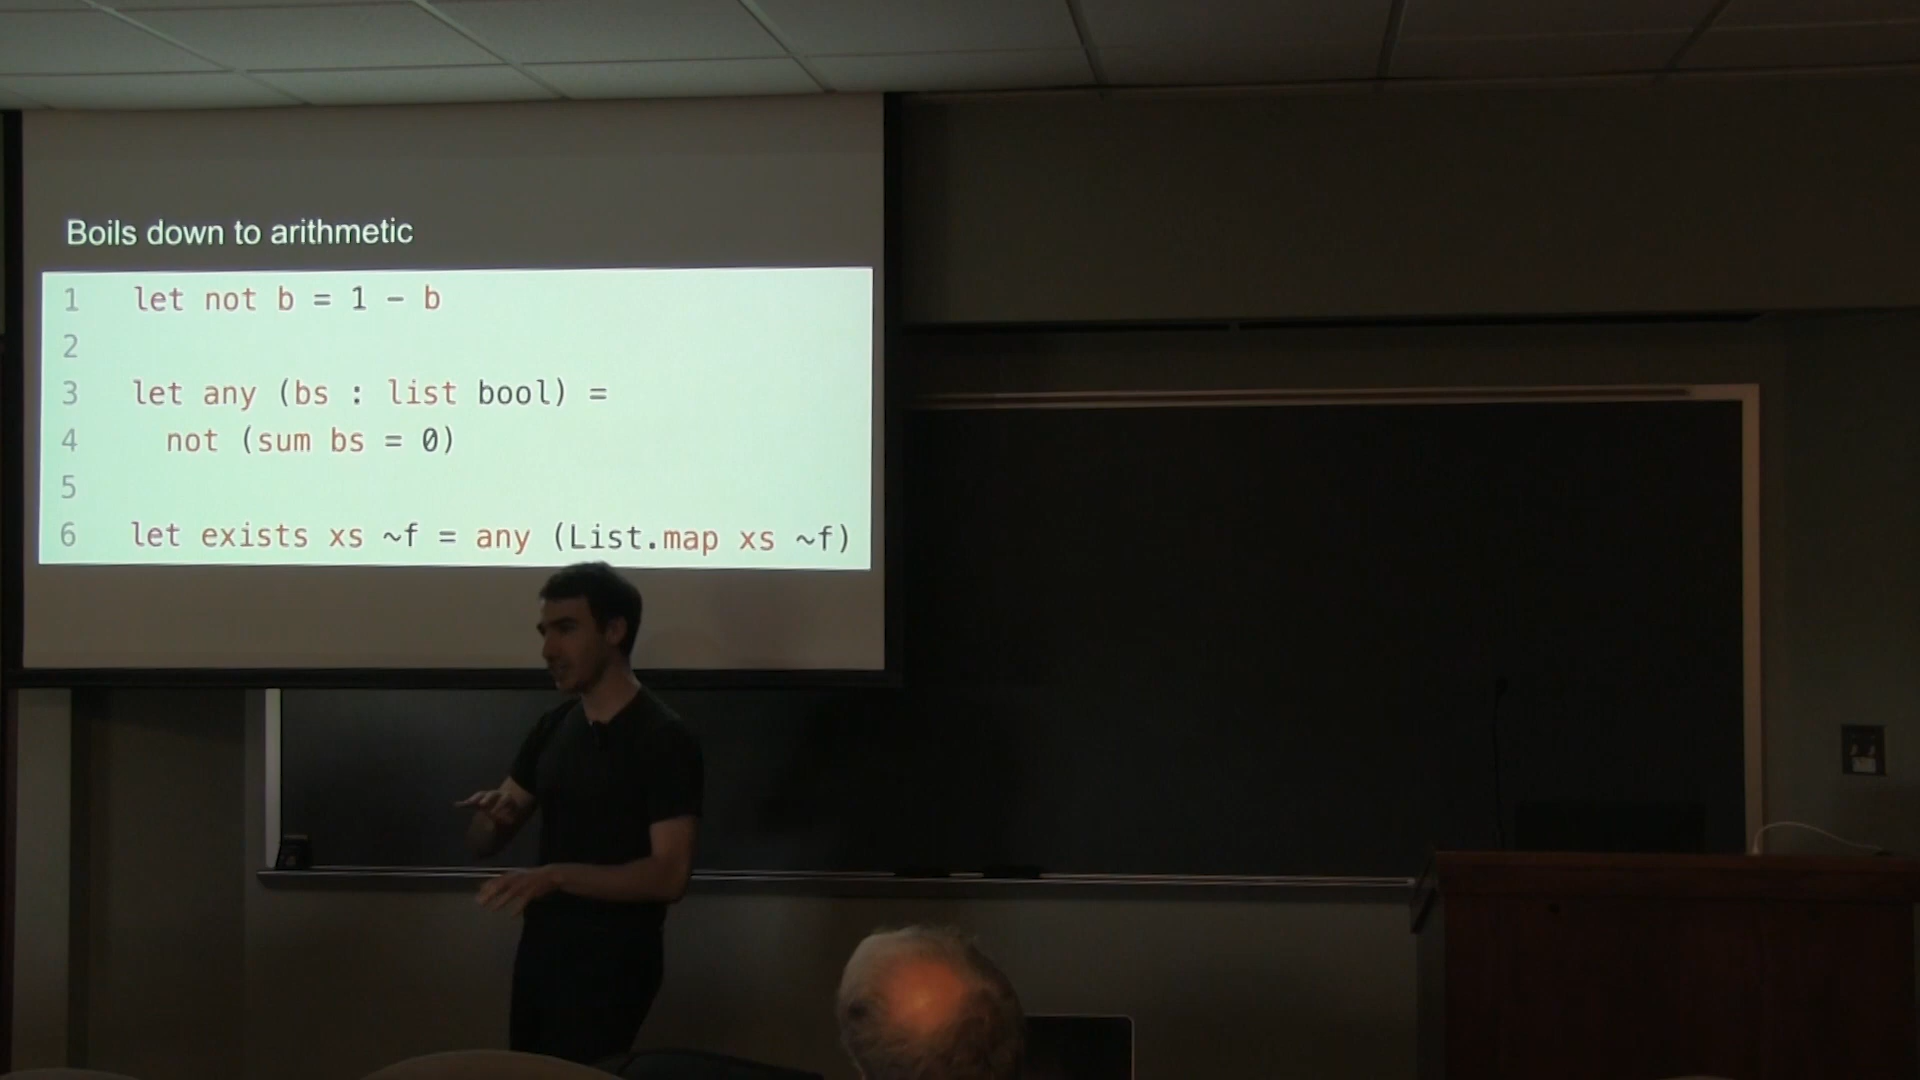 Boils down to arithmetic
1 let not b = 1 - b
2
3 let any (bs : list bool) =
4 not (sum bs = 0)
5
6 let exists xs ~f = any (List.map xs ~f)